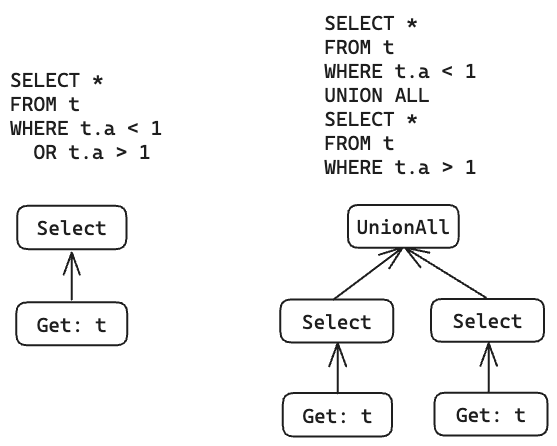 SELECT *
FROM t
WHERE t.a < 1
  OR t.a > 1
Select
Get: t
SELECT *
FROM t
WHERE t.a < 1
UNION ALL
SELECT *
FROM t
WHERE t.a > 1
UnionAll
Select
Select
Get: t
Get: t